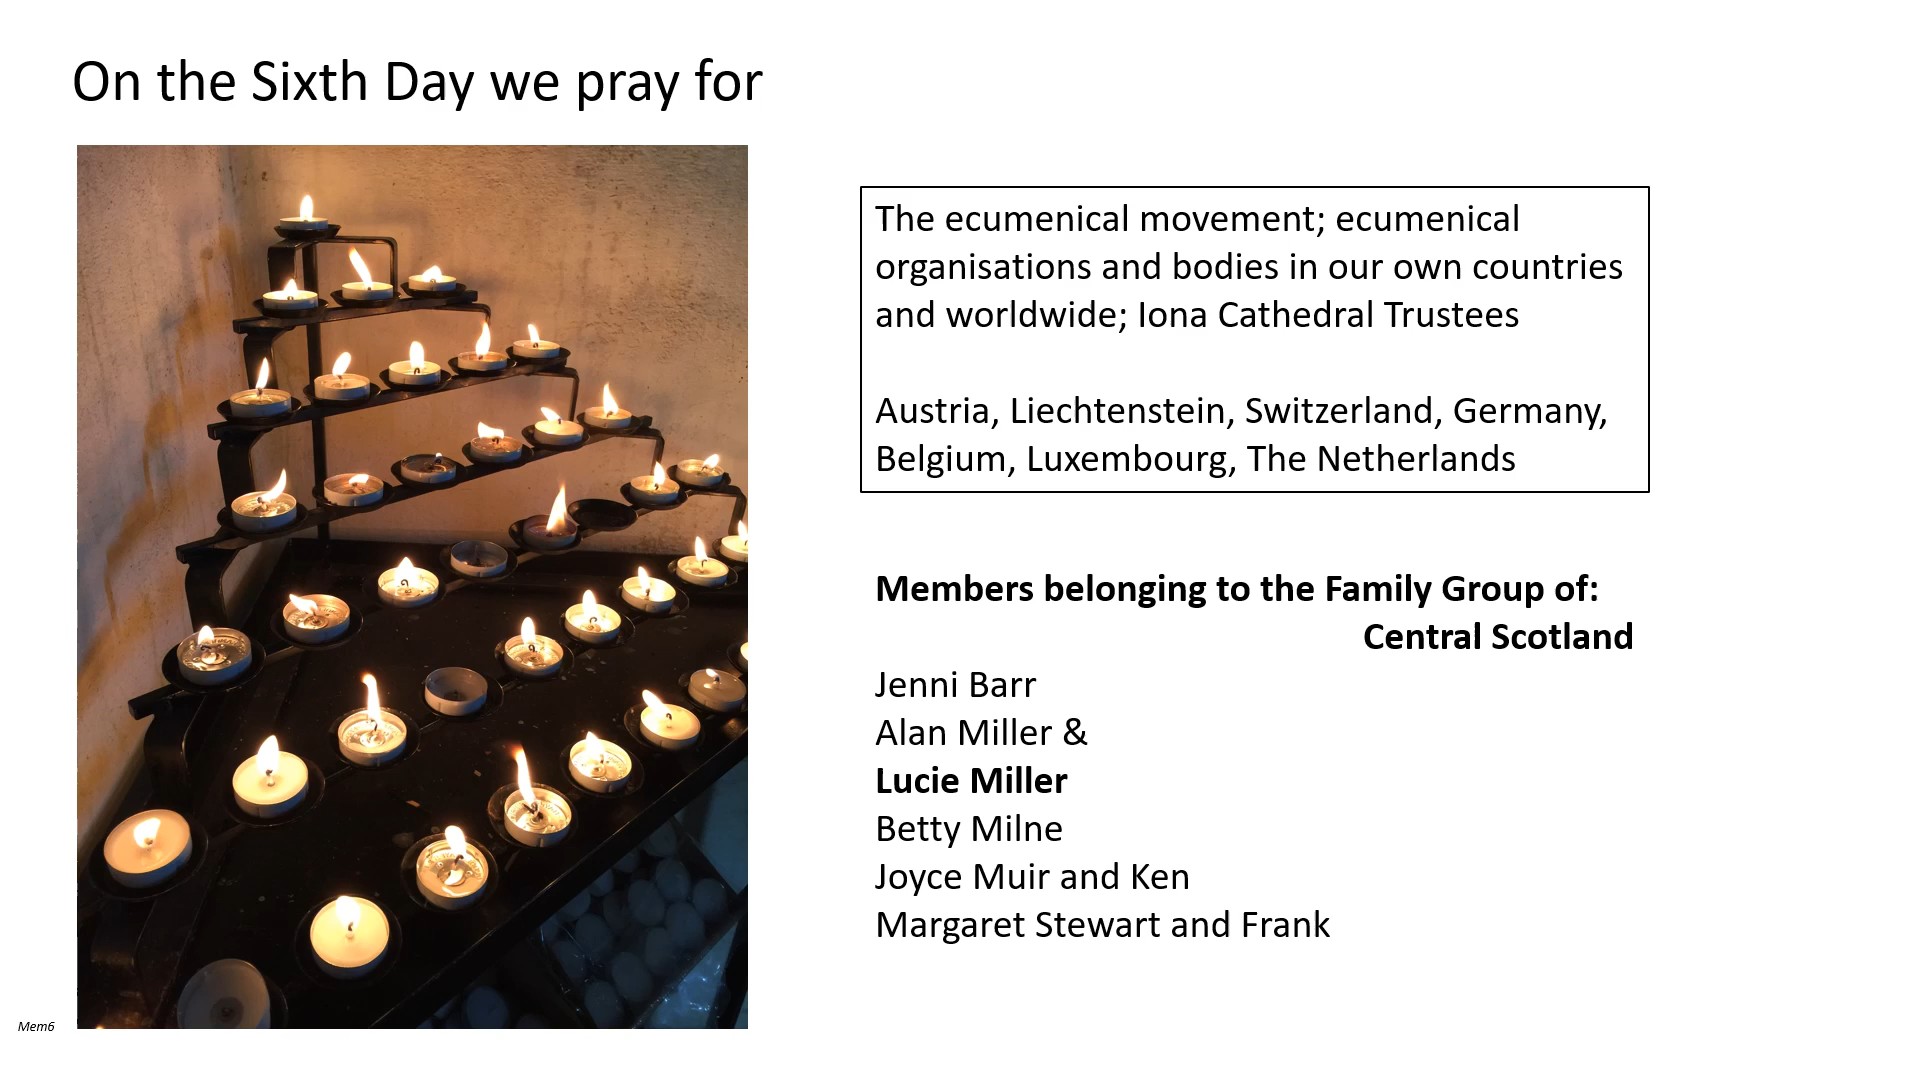 On the Sixth Day we pray for
The ecumenical movement; ecumenical
organisations and bodies in our own countries
and worldwide; Iona Cathedral Trustees
Austria, Liechtenstein, Switzerland, Germany,
Belgium, Luxembourg, The Netherlands
Members belonging to the Family Group of:
Central Scotland
Jenni Barr
Alan Miller &
Lucie Miller
Betty Milne
Joyce Muir and Ken
Margaret Stewart and Frank
Mem6